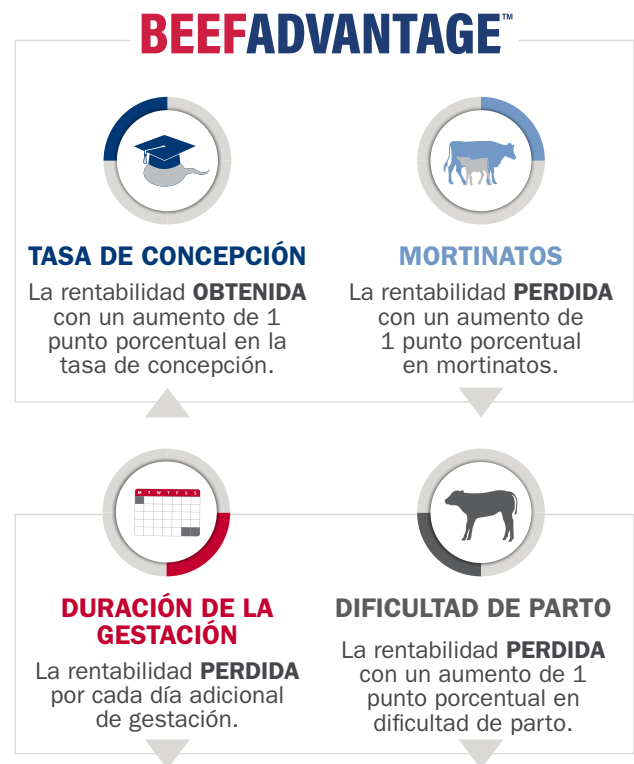 BEEFADVANTAGE™
TASA DE CONCEPCIÓN
La rentabilidad OBTENIDA
con un aumento de 1
punto porcentual en la
tasa de concepción.
MORTINATOS
La rentabilidad PERDIDA
con un aumento de
1 punto porcentual
en mortinatos.
M T W T F S S
DURACIÓN DE LA
GESTACIÓN
La rentabilidad PERDIDA
por cada día adicional
de gestación.
DIFICULTAD DE PARTO
La rentabilidad PERDIDA
con un aumento de 1
punto porcentual en
dificultad de parto.